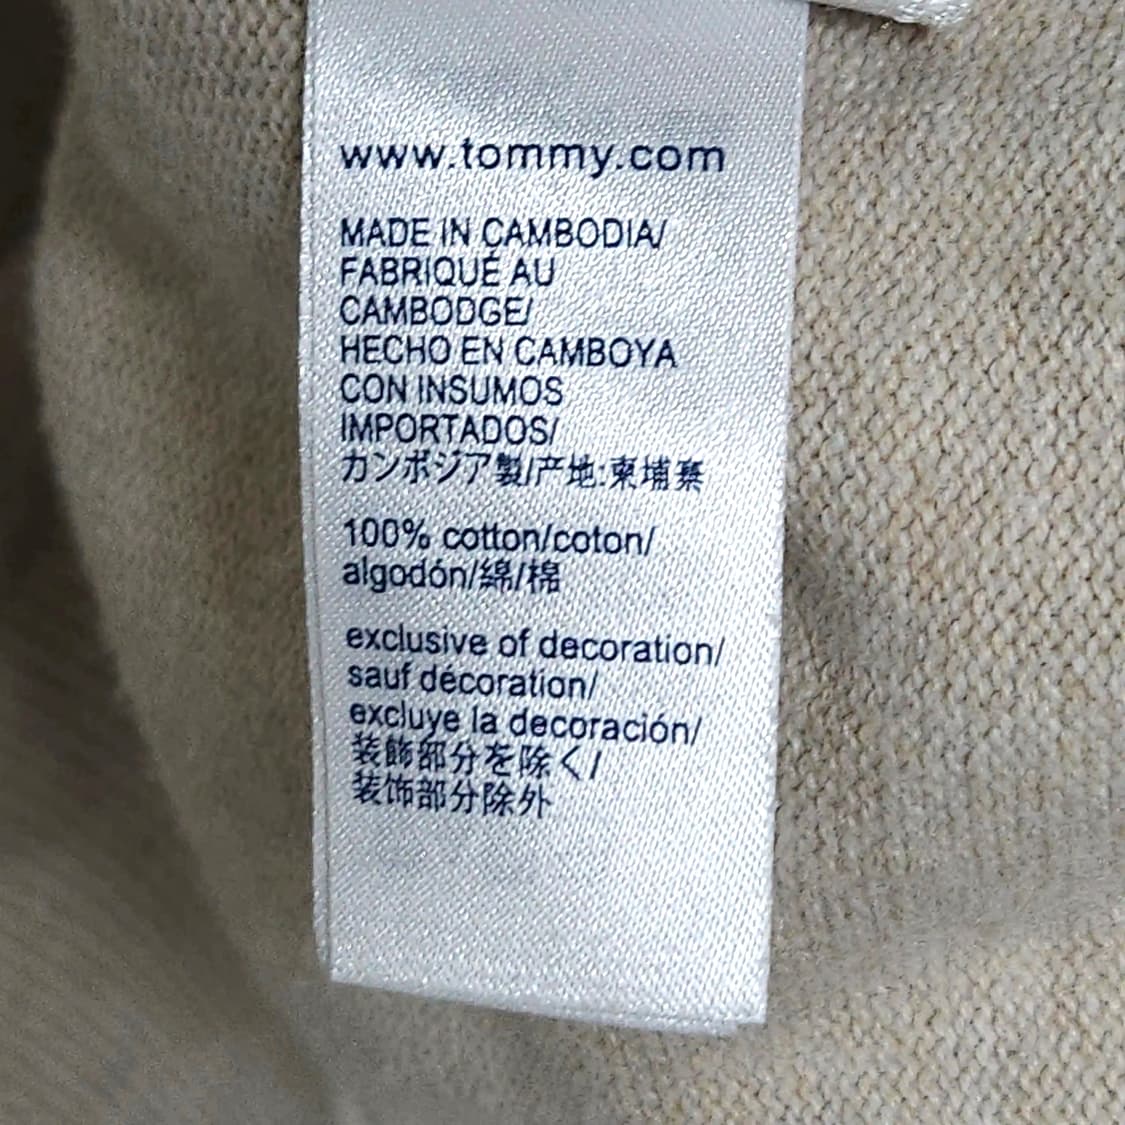 www.tommy.com
MADE IN CAMBODIA/
FABRIQUÉ AU
CAMBODGE/
HECHO EN CAMBOYA
CON INSUMOS
IMPORTADOS/
カンボジア製/产地:柬埔寨
100% cotton/coton/
algodón/綿/棉
exclusive of decoration/
sauf décoration/
excluye la decoración/
装飾部分を除く/
装饰部分除外